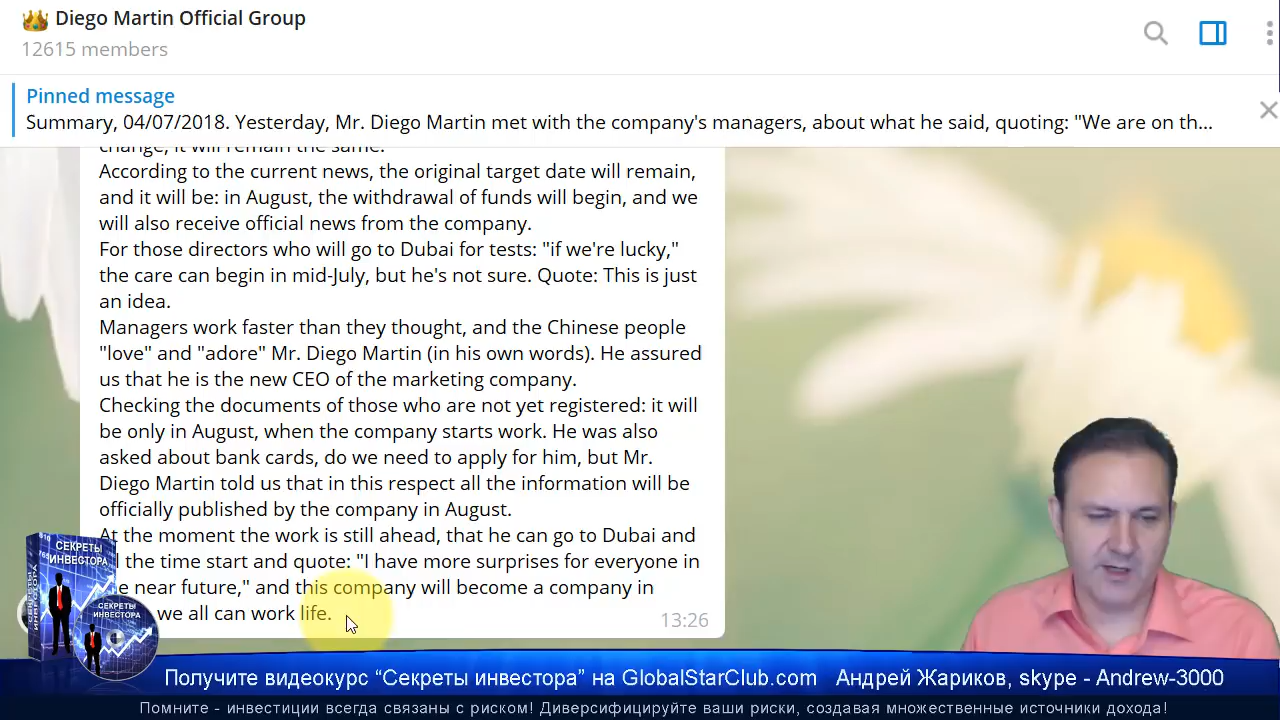 👑 Diego Martin Official Group
12615 members
Pinned message
Summary, 04/07/2018. Yesterday, Mr. Diego Martin met with the company's managers, about what he said, quoting: "We are on th...
change, it will remain the same.
According to the current news, the original target date will remain,
and it will be: in August, the withdrawal of funds will begin, and we
will also receive official news from the company.
For those directors who will go to Dubai for tests: "if we're lucky,"
the care can begin in mid-July, but he's not sure. Quote: This is just
an idea.
Managers work faster than they thought, and the Chinese people
"love" and "adore" Mr. Diego Martin (in his own words). He assured
us that he is the new CEO of the marketing company.
Checking the documents of those who are not yet registered: it will
be only in August, when the company starts work. He was also
asked about bank cards, do we need to apply for him, but Mr.
Diego Martin told us that in this respect all the information will be
officially published by the company in August.
At the moment the work is still ahead, that he can go to Dubai and
the time start and quote: "I have more surprises for everyone in
near future," and this company will become a company in
we all can work life.
13:26
СЕКРЕТЫ
ИНВЕСТОРА
СЕКРЕТЫ
ИНВЕСТОРА
Получите видеокурс “Секреты инвестора” на GlobalStarClub.com Андрей Жариков, skype - Andrew-3000
Помните - инвестиции всегда связаны с риском! Диверсифицируйте ваши риски, создавая множественные источники дохода!